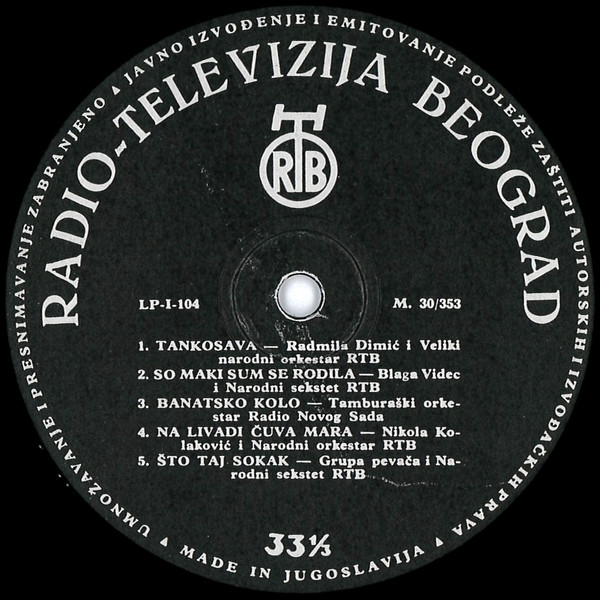 JAVNO IZVOĐENJE I EMITOVANJE PODLEŽE ZAŠTITI AUTORSKIH I IZVOĐAČKIH PRAVA ▲ MADE IN JUGOSLAVIJA ▲ UMNOŽAVANJE I PRESNIMAVANJE ZABRANJENO ▲
RADIO-TELEVIZIJA BEOGRAD
T
RTB
LP-I-104
M. 30/353
1. TANKOSAVA — Radmila Dimić i Veliki
narodni orkestar RTB
2. SO MAKI SUM SE RODILA — Blaga Videc
i Narodni sekstet RTB
3. BANATSKO KOLO — Tamburaški orke-
star Radio Novog Sada
4. NA LIVADI ČUVA MARA — Nikola Ko-
laković i Narodni orkestar RTB
5. ŠTO TAJ SOKAK — Grupa pevača i Na-
rodni sekstet RTB
33⅓